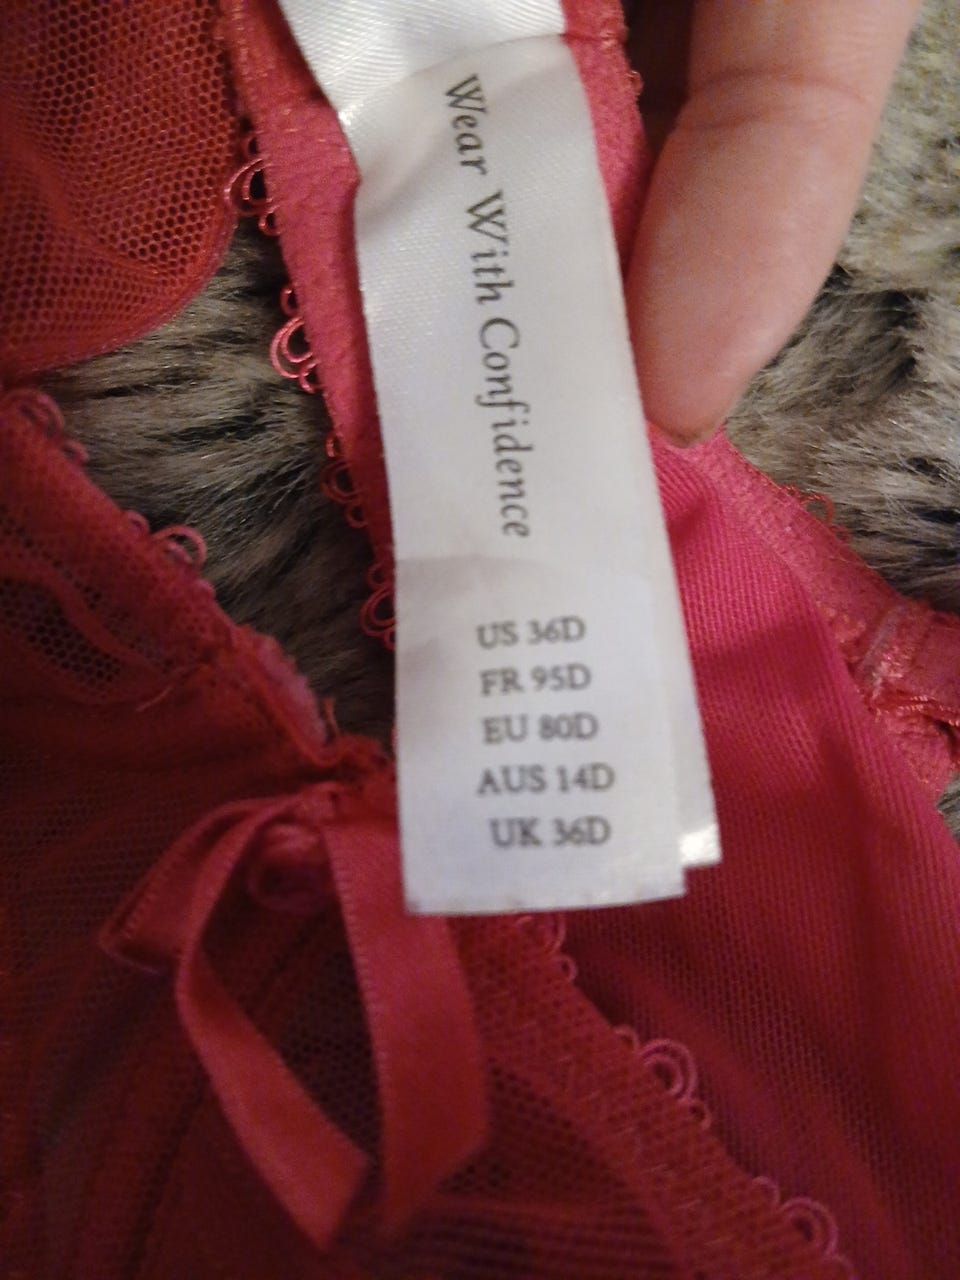 Wear With Confidence
US 36D
FR 95D
EU 80D
AUS 14D
UK 36D